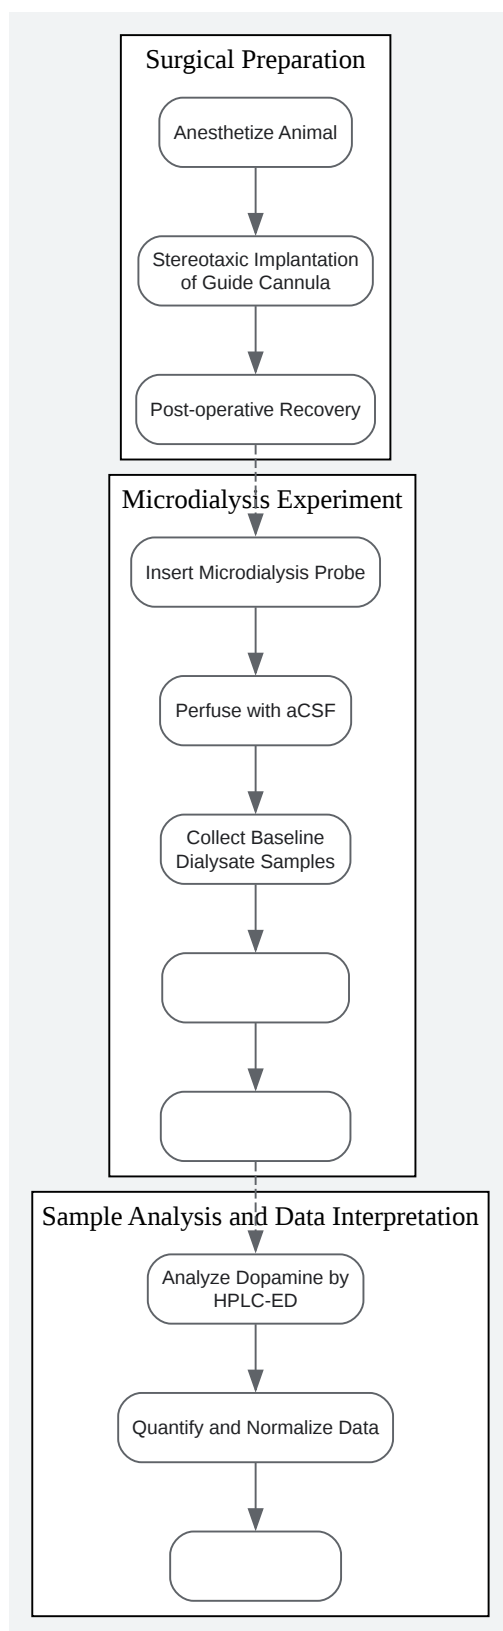 Surgical Preparation
Anesthetize Animal
Stereotaxic Implantation
of Guide Cannula
Post-operative Recovery
Microdialysis Experiment
Insert Microdialysis Probe
Perfuse with aCSF
Collect Baseline
Dialysate Samples
Sample Analysis and Data Interpretation
Analyze Dopamine by
HPLC-ED
Quantify and Normalize Data